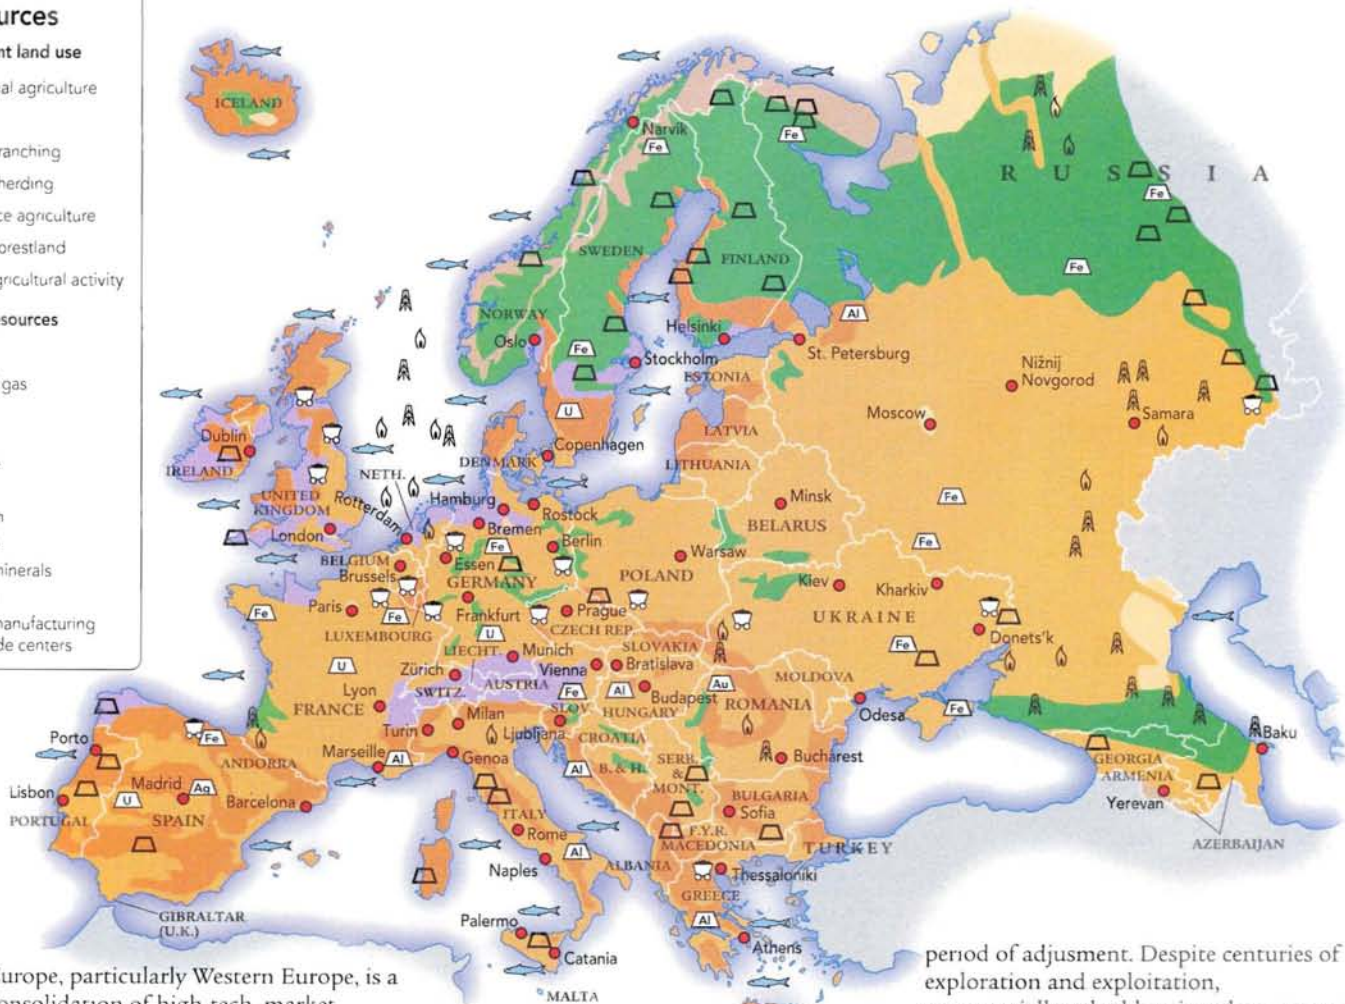 urces
nt land use
al agriculture
ranching
herding
ce agriculture
orestland
gricultural activity
sources
gas
n
minerals
anufacturing
de centers
ICELAND
Narvik
Fe
Fe
R U S S I A
Fe
Fe
SWEDEN
FINLAND
NORWAY
Oslo
Helsinki
Al
St. Petersburg
Fe
Stockholm
ESTONIA
Nižnij
Novgorod
U
Moscow
Samara
LATVIA
Dublin
IRELAND
Copenhagen
DENMARK
LITHUANIA
NETH.
UNITED
KINGDOM
Rotterdam
Hamburg
Rostock
Minsk
BELARUS
Fe
London
Bremen
Fe
Berlin
Fe
BELGIUM
Brussels
Essen
GERMANY
Warsaw
POLAND
Kiev
Kharkiv
Fe
Paris
Fe
LUXEMBOURG
Frankfurt
U
Prague
CZECH REP.
UKRAINE
Donets'k
Fe
U
LIECHT.
Munich
Vienna
SLOVAKIA
Bratislava
MOLDOVA
Zürich
SWITZ.
AUSTRIA
Fe
Al
Budapest
HUNGARY
Au
ROMANIA
Lyon
FRANCE
Milan
SLOV.
Odesa
Fe
Porto
Fe
Turin
Ljubljana
CROATIA
Baku
ANDORRA
Marseille
Al
Genoa
Al
B. & H.
SERB.
&
MONT.
Bucharest
GEORGIA
ARMENIA
Lisbon
Madrid
Ag
U
Barcelona
PORTUGAL
SPAIN
ITALY
Rome
BULGARIA
Sofia
Yerevan
F.Y.R.
MACEDONIA
TURKEY
AZERBAIJAN
Naples
Al
ALBANIA
Thessaloniki
GREECE
GIBRALTAR
(U.K.)
Palermo
Al
Athens
Catania
MALTA
urope, particularly Western Europe, is a
onsolidation of high-tech, market
period of adjusment. Despite centuries of
exploration and exploitation,